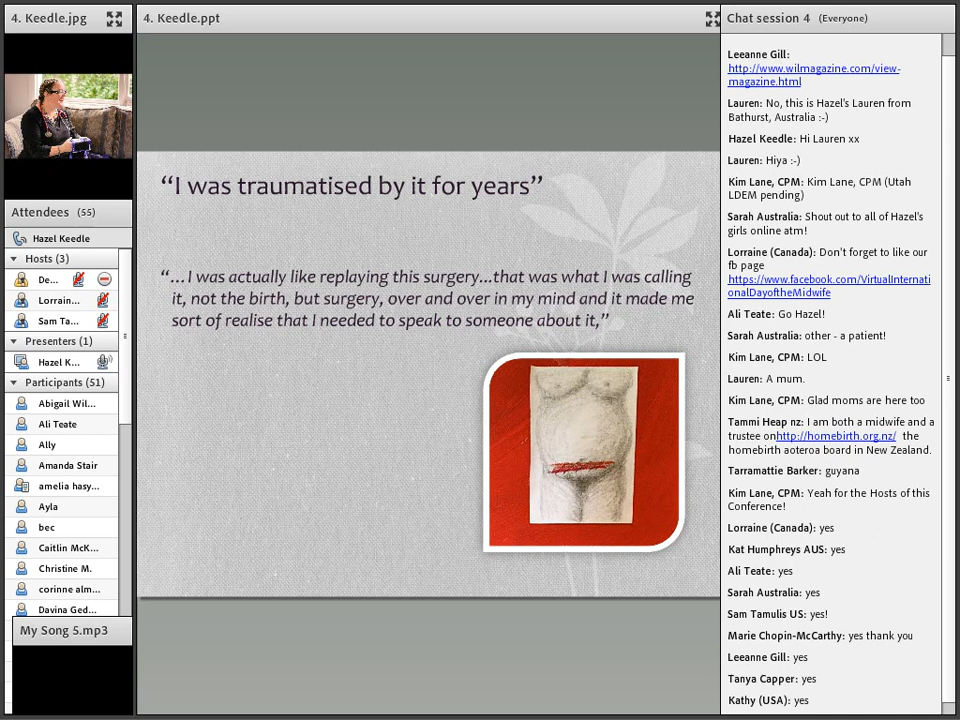 4. Keedle.jpg
Attendees (55)
Hazel Keedle
Hosts (3)
De...
Lorrain...
Sam Ta...
Presenters (1)
Hazel K...
Participants (51)
Abigail Wil...
Ali Teate
Ally
Amanda Stair
amelia hasy...
Ayla
bec
Caitlin McK...
Christine M.
corinne alm...
Davina Ged...
My Song 5.mp3
4. Keedle.ppt
“I was traumatised by it for years”
“…I was actually like replaying this surgery...that was what I was calling
it, not the birth, but surgery, over and over in my mind and it made me
sort of realise that I needed to speak to someone about it,”
Chat session 4 (Everyone)
Leeanne Gill:
http://www.wilmagazine.com/view-
magazine.html
Lauren: No, this is Hazel's Lauren from
Bathurst, Australia :-)
Hazel Keedle: Hi Lauren xx
Lauren: Hiya :-)
Kim Lane, CPM: Kim Lane, CPM (Utah
LDEM pending)
Sarah Australia: Shout out to all of Hazel's
girls online atm!
Lorraine (Canada): Don't forget to like our
fb page
https://www.facebook.com/VirtualInternati
onalDayoftheMidwife
Ali Teate: Go Hazel!
Sarah Australia: other - a patient!
Kim Lane, CPM: LOL
Lauren: A mum.
Kim Lane, CPM: Glad moms are here too
Tammi Heap nz: I am both a midwife and a
trustee onhttp://homebirth.org.nz/ the
homebirth aoteroa board in New Zealand.
Tarramattie Barker: guyana
Kim Lane, CPM: Yeah for the Hosts of this
Conference!
Lorraine (Canada): yes
Kat Humphreys AUS: yes
Ali Teate: yes
Sarah Australia: yes
Sam Tamulis US: yes!
Marie Chopin-McCarthy: yes thank you
Leeanne Gill: yes
Tanya Capper: yes
Kathy (USA): yes